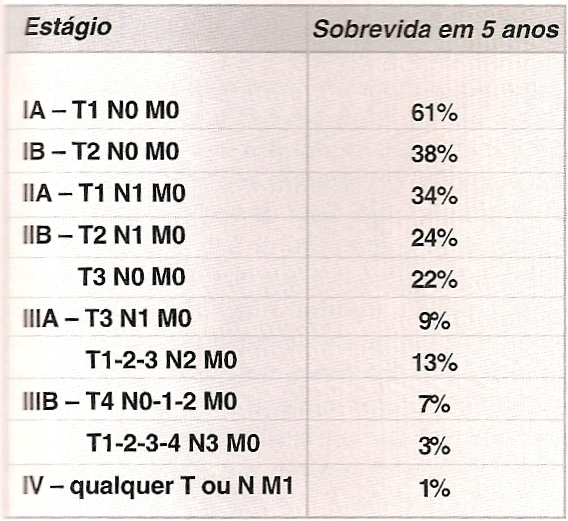 Estágio Sobrevida em 5 anos
IA – T1 N0 M0 61%
IB – T2 N0 M0 38%
IIA – T1 N1 M0 34%
IIB – T2 N1 M0 24%
T3 N0 M0 22%
IIIA – T3 N1 M0 9%
T1-2-3 N2 M0 13%
IIIB – T4 N0-1-2 M0 7%
T1-2-3-4 N3 M0 3%
IV – qualquer T ou N M1 1%